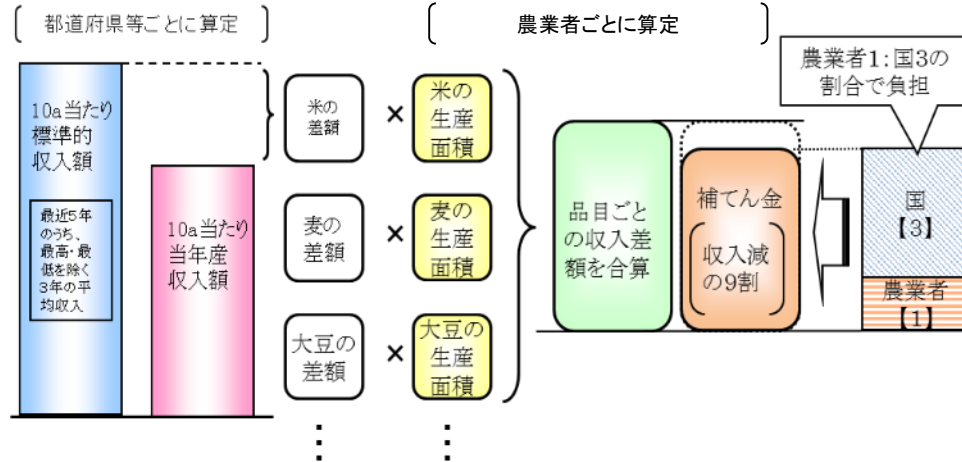 都道府県等ごとに算定
農業者ごとに算定
農業者1:国3の
割合で負担
10a当たり
標準的
収入額
最近5年
のうち、
最高・最
低を除く
3年の平
均収入
10a当たり
当年産
収入額
米の
差額
×
米の
生産
面積
麦の
差額
×
麦の
生産
面積
大豆の
差額
×
大豆の
生産
面積
品目ごと
の収入差
額を合算
補てん金
収入減
の9割
国
【3】
農業者
【1】